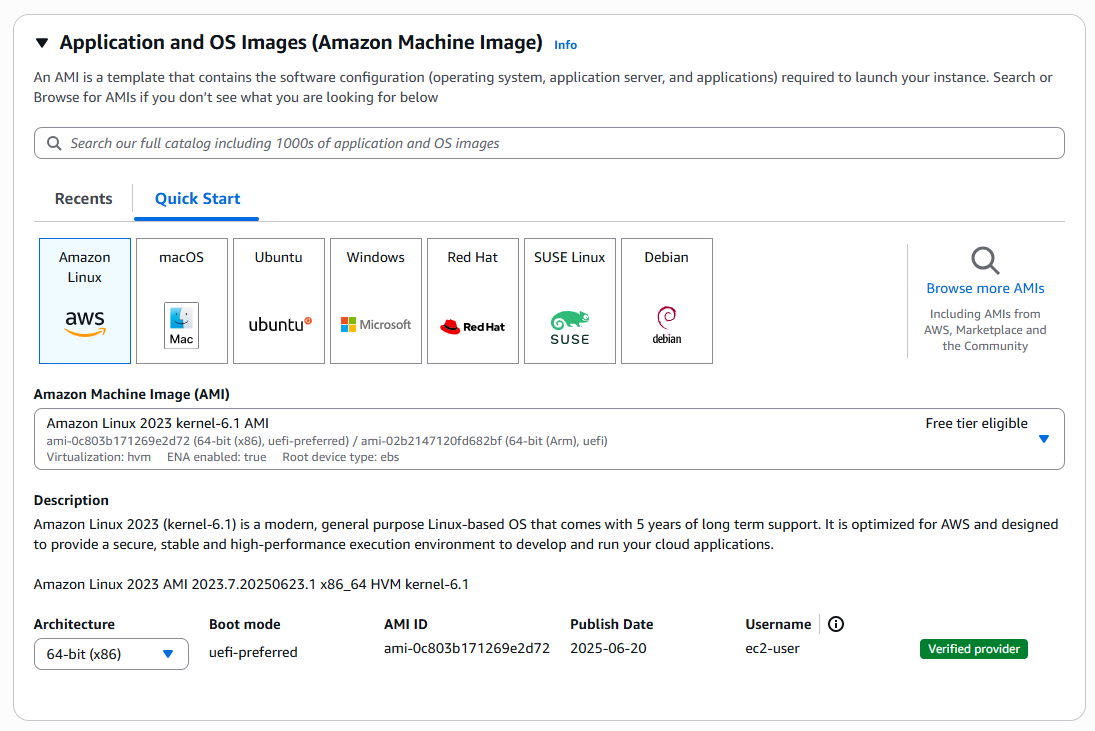 Application and OS Images (Amazon Machine Image) Info
An AMI is a template that contains the software configuration (operating system, application server, and applications) required to launch your instance. Search or
Browse for AMIs if you don't see what you are looking for below
Search our full catalog including 1000s of application and OS images
Recents
Quick Start
Amazon
Linux
aws
macOS
Mac
Ubuntu
ubuntu
Windows
Microsoft
Red Hat
Red Hat
SUSE Linux
SUSE
Debian
debian
Browse more AMIs
Including AMIs from
AWS, Marketplace and
the Community
Amazon Machine Image (AMI)
Amazon Linux 2023 kernel-6.1 AMI
Free tier eligible
ami-0c803b171269e2d72 (64-bit (x86), uefi-preferred) / ami-02b2147120fd682bf (64-bit (Arm), uefi)
Virtualization: hvm ENA enabled: true Root device type: ebs
Description
Amazon Linux 2023 (kernel-6.1) is a modern, general purpose Linux-based OS that comes with 5 years of long term support. It is optimized for AWS and designed
to provide a secure, stable and high-performance execution environment to develop and run your cloud applications.
Amazon Linux 2023 AMI 2023.7.20250623.1 x86_64 HVM kernel-6.1
Architecture
64-bit (x86)
Boot mode
uefi-preferred
AMI ID
ami-0c803b171269e2d72
Publish Date
2025-06-20
Username
ec2-user
Verified provider